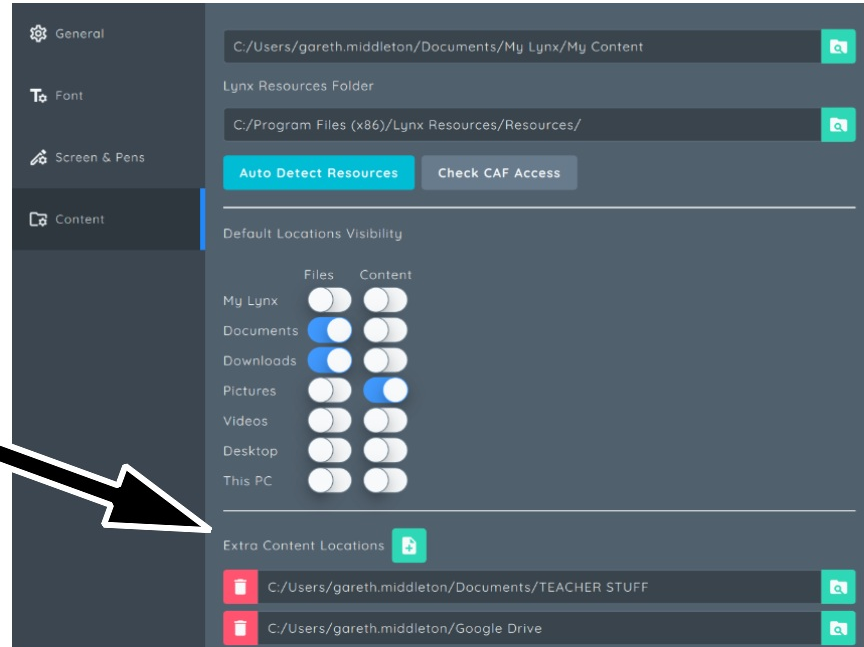 General
Font
Screen & Pens
Content
C:/Users/gareth.middleton/Documents/My Lynx/My Content
Lynx Resources Folder
C:/Program Files (x86)/Lynx Resources/Resources/
Auto Detect Resources Check CAF Access
Default Locations Visibility
Files Content
My Lynx
Documents
Downloads
Pictures
Videos
Desktop
This PC
Extra Content Locations
C:/Users/gareth.middleton/Documents/TEACHER STUFF
C:/Users/gareth.middleton/Google Drive